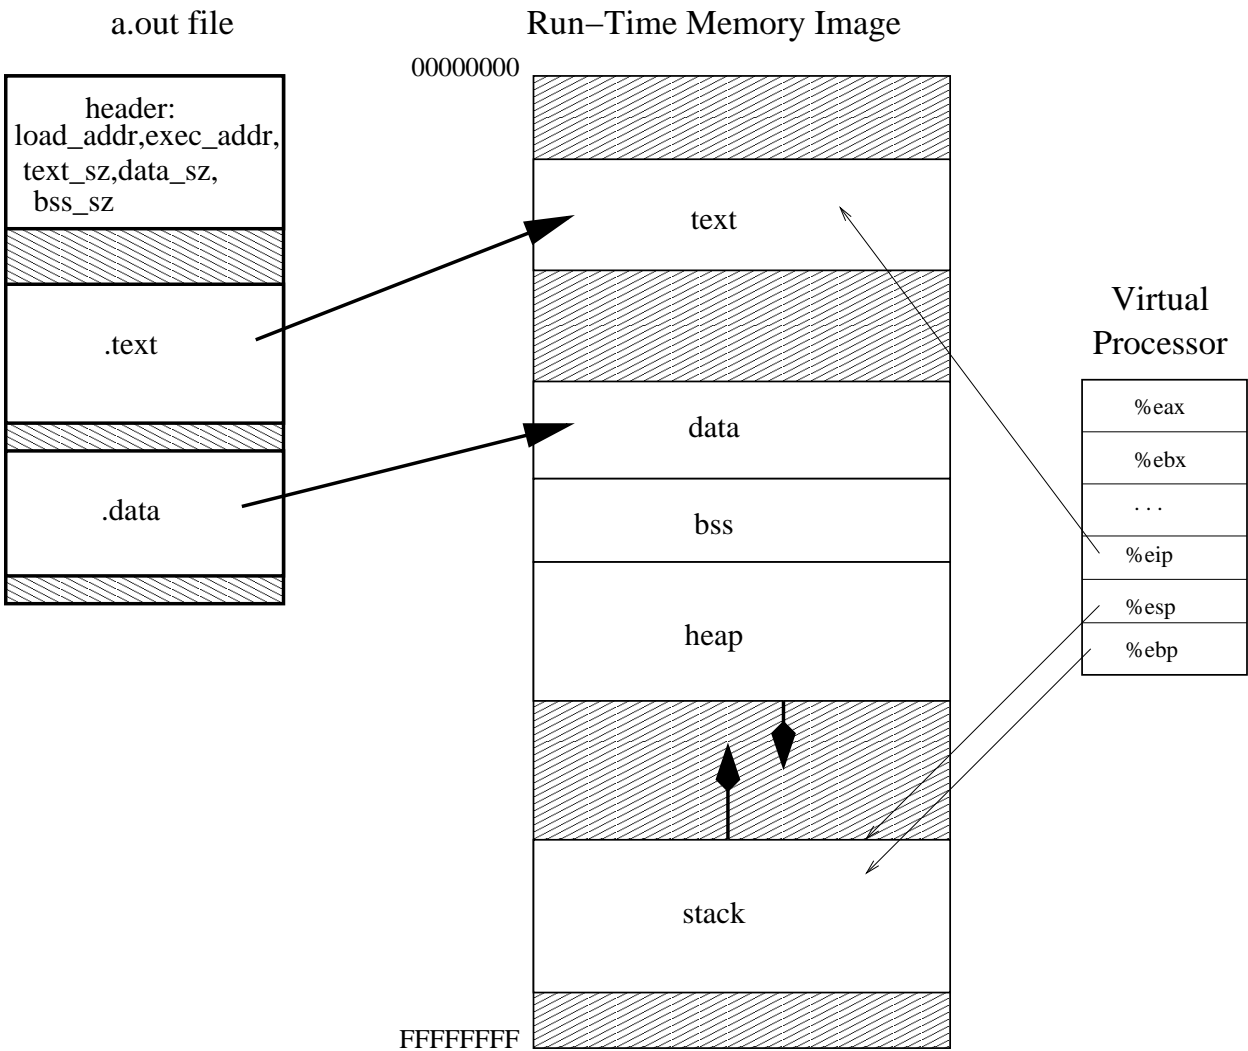 a.out file
header:
load_addr,exec_addr,
text_sz,data_sz,
bss_sz
.text
.data
Run−Time Memory Image
00000000
text
data
bss
heap
stack
FFFFFFFF
Virtual
Processor
%eax
%ebx
. . .
%eip
%esp
%ebp